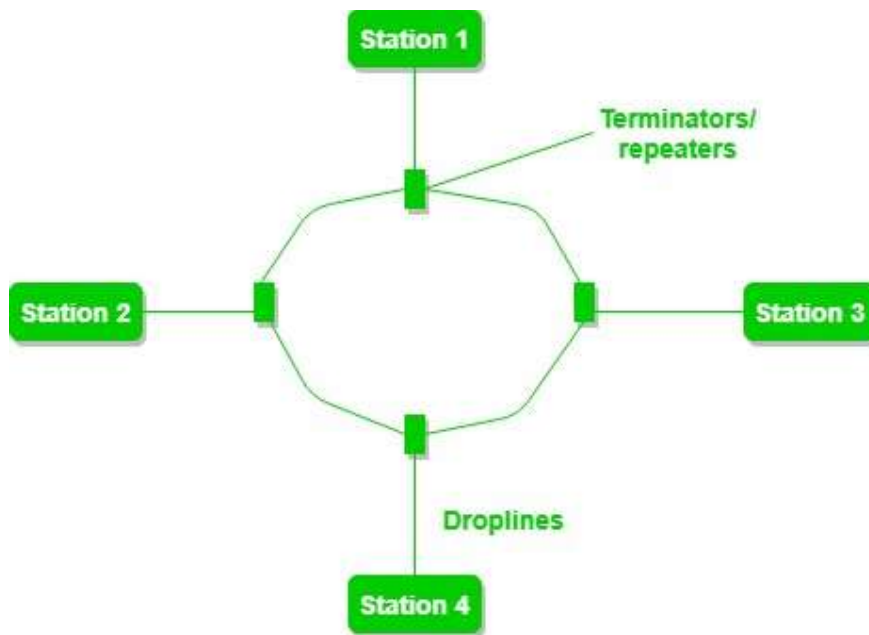 Station 1
Terminators/
repeaters
Station 2
Station 3
Droplines
Station 4